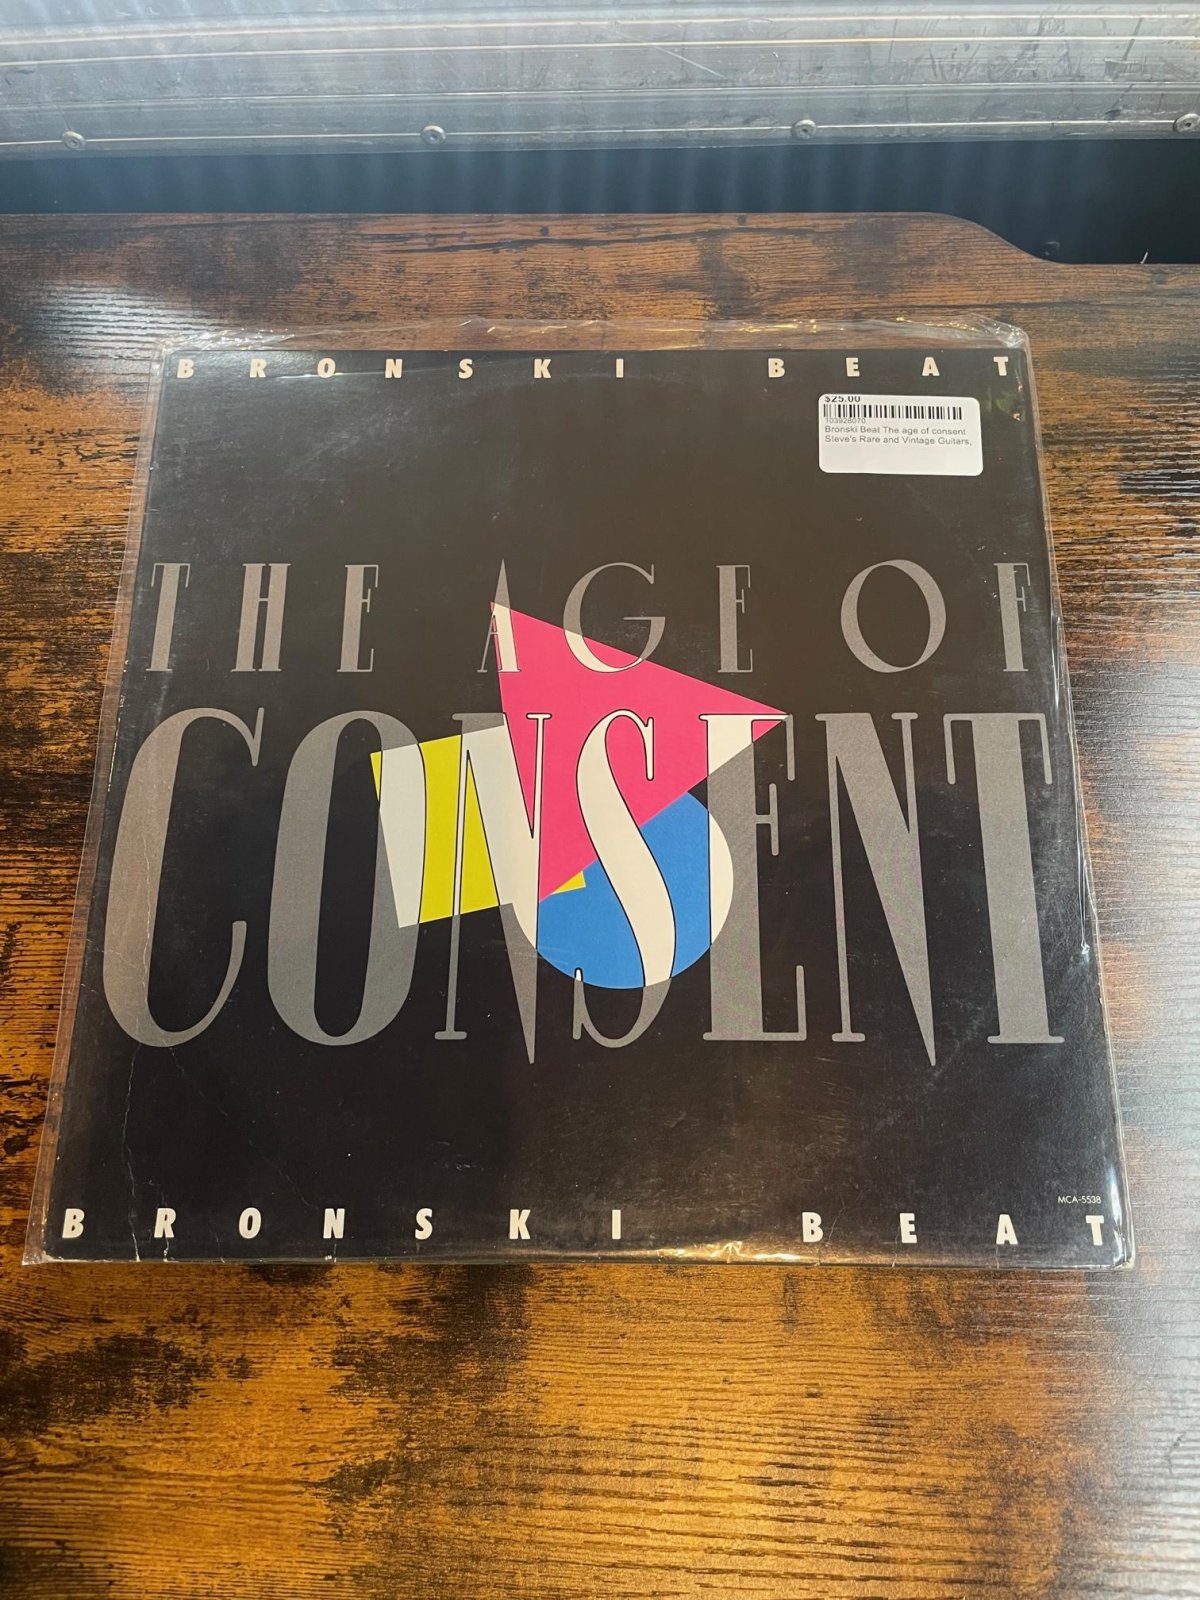 BRONSKI BEAT
$25.00
103928070
Bronski Beat The age of consent
Steve's Rare and Vintage Guitars,
THE AGE OF
CONSENT
MCA-5538
BRONSKI BEAT